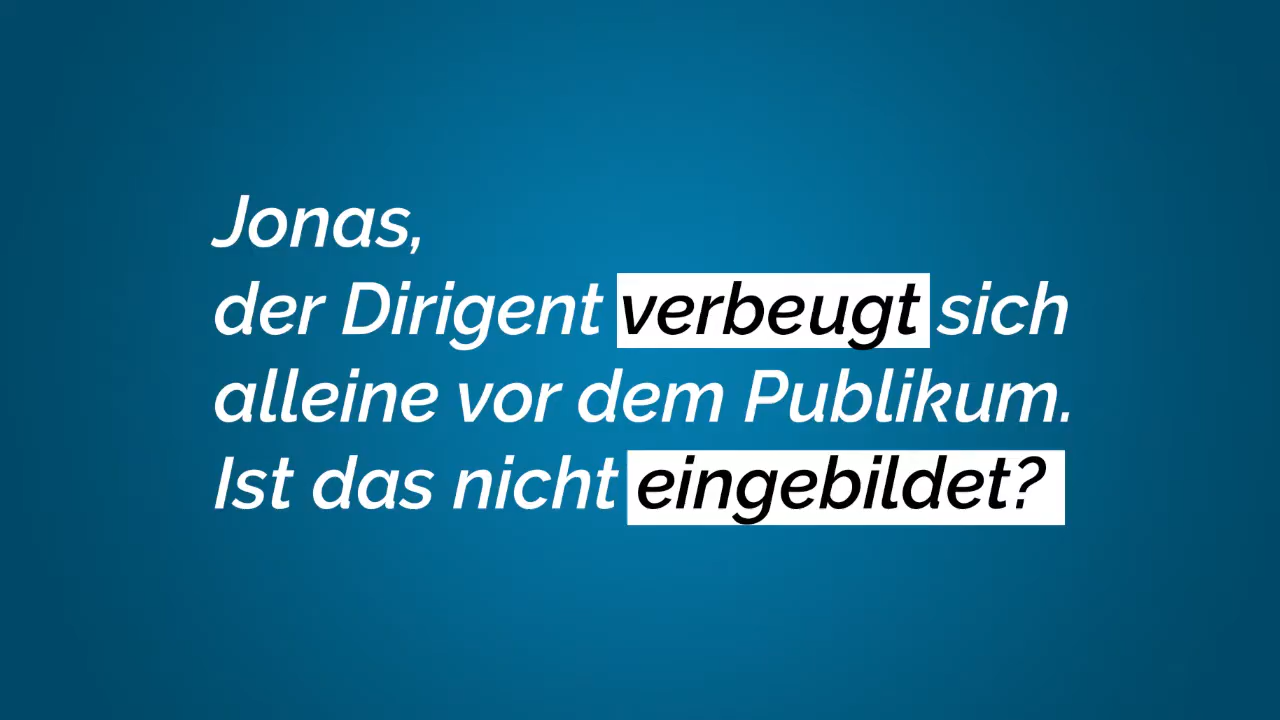 Jonas,
der Dirigent verbeugt sich
alleine vor dem Publikum.
Ist das nicht eingebildet?